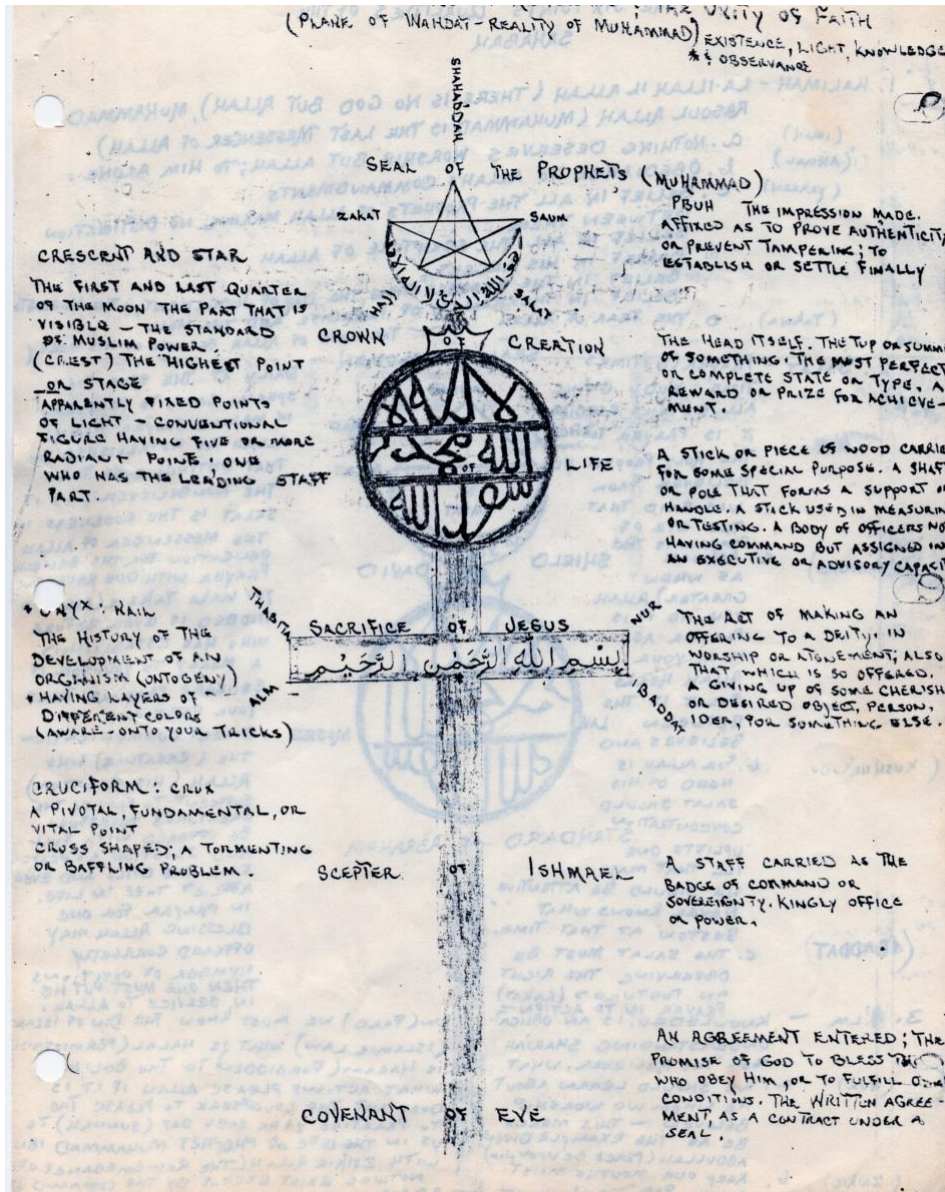 THE UNITY OF FAITH
(PLANE OF WAHDAT-REALITY OF MUHAMMAD) EXISTENCE, LIGHT, KNOWLEDGE
& OBSERVANCE
SHAHADDAH
SEAL OF THE PROPHETS (MUHAMMAD)
PBUH THE IMPRESSION MADE.
AFFIXED AS TO PROVE AUTHENTICITY
OR PREVENT TAMPERING; TO
ESTABLISH OR SETTLE FINALLY
ZAKAT
SAUM
HAJJ
SALAT
CRESCENT AND STAR
THE FIRST AND LAST QUARTER
OF THE MOON THE PART THAT IS
VISIBLE - THE STANDARD
OF MUSLIM POWER.
(CREST) THE HIGHEST POINT
OR STAGE
APPARENTLY FIXED POINTS
OF LIGHT - CONVENTIONAL
FIGURE HAVING FIVE OR MORE
RADIANT POINTS: ONE
WHO HAS THE LEADING STAFF
PART.
CROWN OF CREATION
THE HEAD ITSELF. THE TOP OR SUMM
OF SOMETHING. THE MOST PERFECT
OR COMPLETE STATE OR TYPE. A
REWARD OR PRIZE FOR ACHIEVE-
MENT.
لا اله الا
الله محمد
رسول الله
OF LIFE
A STICK OR PIECE OF WOOD CARRIE
FOR SOME SPECIAL PURPOSE. A SHAFT
OR POLE THAT FORMS A SUPPORT OR
HANDLE. A STICK USED IN MEASURIN
OR TESTING. A BODY OF OFFICERS NO
HAVING COMMAND BUT ASSIGNED IN
AN EXECUTIVE OR ADVISORY CAPACIT
* ONYX: NAIL
THE HISTORY OF THE
DEVELOPMENT OF AN
ORGANISM (ONTOGENY)
* HAVING LAYERS OF
DIFFERENT COLORS
(AWARE - ONTO YOUR TRICKS)
SACRIFICE OF JESUS
NUR
ALM
IBADDAT
بسم الله الرحمن الرحيم
THE ACT OF MAKING AN
OFFERING TO A DEITY. IN
WORSHIP OR ATONEMENT; ALSO
THAT WHICH IS SO OFFERED.
A GIVING UP OF SOME CHERISH
OR DESIRED OBJECT, PERSON,
IDEA, FOR SOMETHING ELSE.
CRUCIFORM: CRUX
A PIVOTAL, FUNDAMENTAL, OR
VITAL POINT
CROSS SHAPED; A TORMENTING
OR BAFFLING PROBLEM.
SCEPTER OF ISHMAEL
A STAFF CARRIED AS THE
BADGE OF COMMAND OR
SOVEREIGNTY. KINGLY OFFICE
OR POWER.
COVENANT OF EVE
AN AGREEMENT ENTERED; THE
PROMISE OF GOD TO BLESS
WHO OBEY HIM, OR TO FULFILL
CONDITIONS. THE WRITTEN AGREE-
MENT, AS A CONTRACT UNDER A
SEAL.